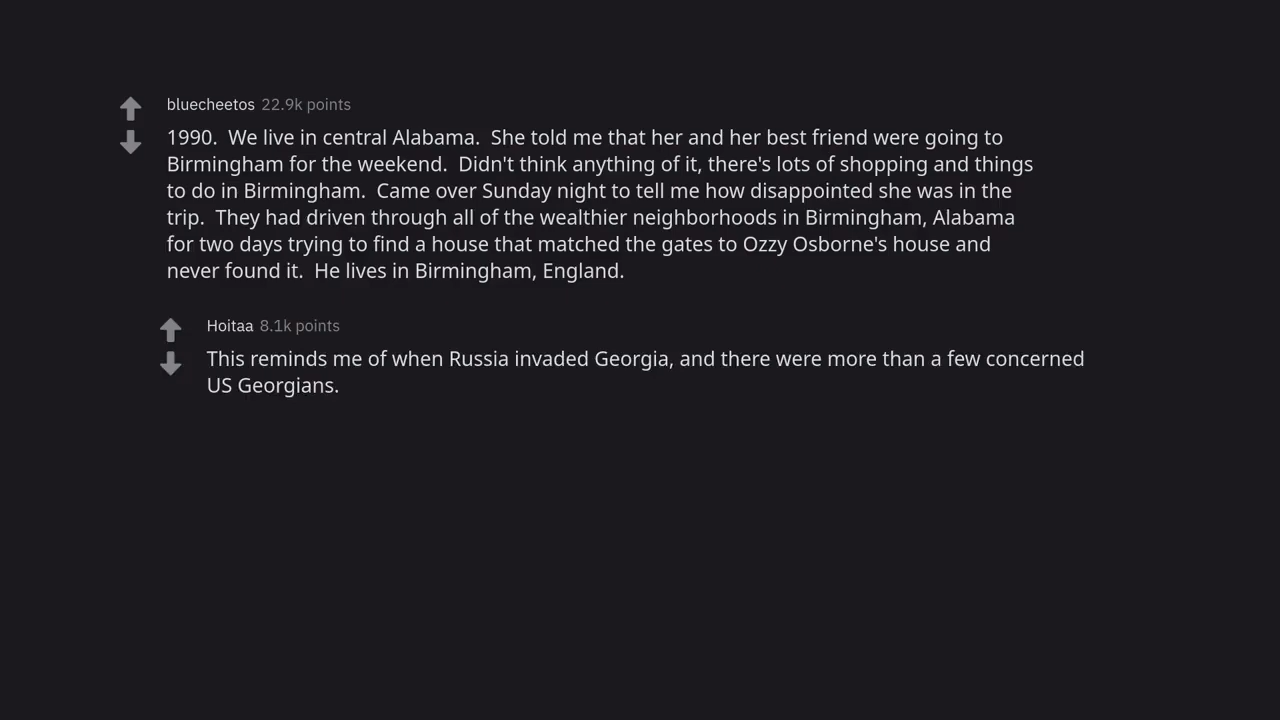 bluecheetos 22.9k points
1990.  We live in central Alabama.  She told me that her and her best friend were going to
Birmingham for the weekend.  Didn't think anything of it, there's lots of shopping and things
to do in Birmingham.  Came over Sunday night to tell me how disappointed she was in the
trip.  They had driven through all of the wealthier neighborhoods in Birmingham, Alabama
for two days trying to find a house that matched the gates to Ozzy Osborne's house and
never found it.  He lives in Birmingham, England.
Hoitaa 8.1k points
This reminds me of when Russia invaded Georgia, and there were more than a few concerned
US Georgians.